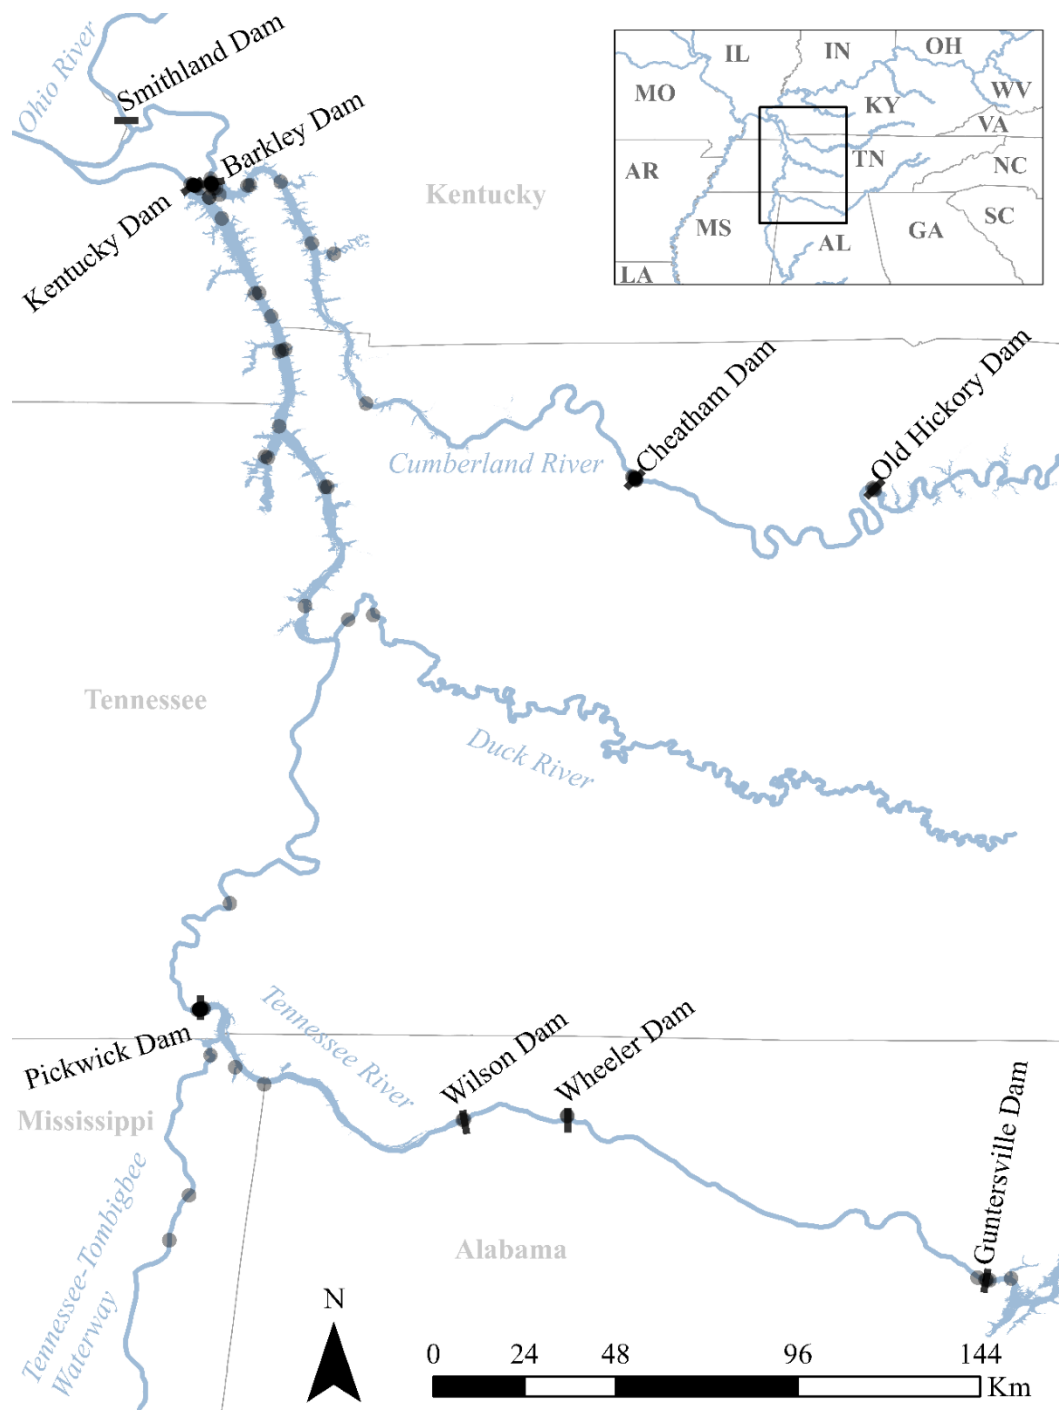 Ohio River
Smithland Dam
Barkley Dam
Kentucky Dam
Kentucky
IL
IN
OH
MO
KY
WV
VA
AR
TN
NC
MS
AL
GA
SC
LA
Cumberland River
Cheatham Dam
Old Hickory Dam
Tennessee
Duck River
Pickwick Dam
Tennessee River
Wilson Dam
Wheeler Dam
Guntersville Dam
Mississippi
Tennessee-Tombigbee
Waterway
Alabama
N
0 24 48 96 144
Km